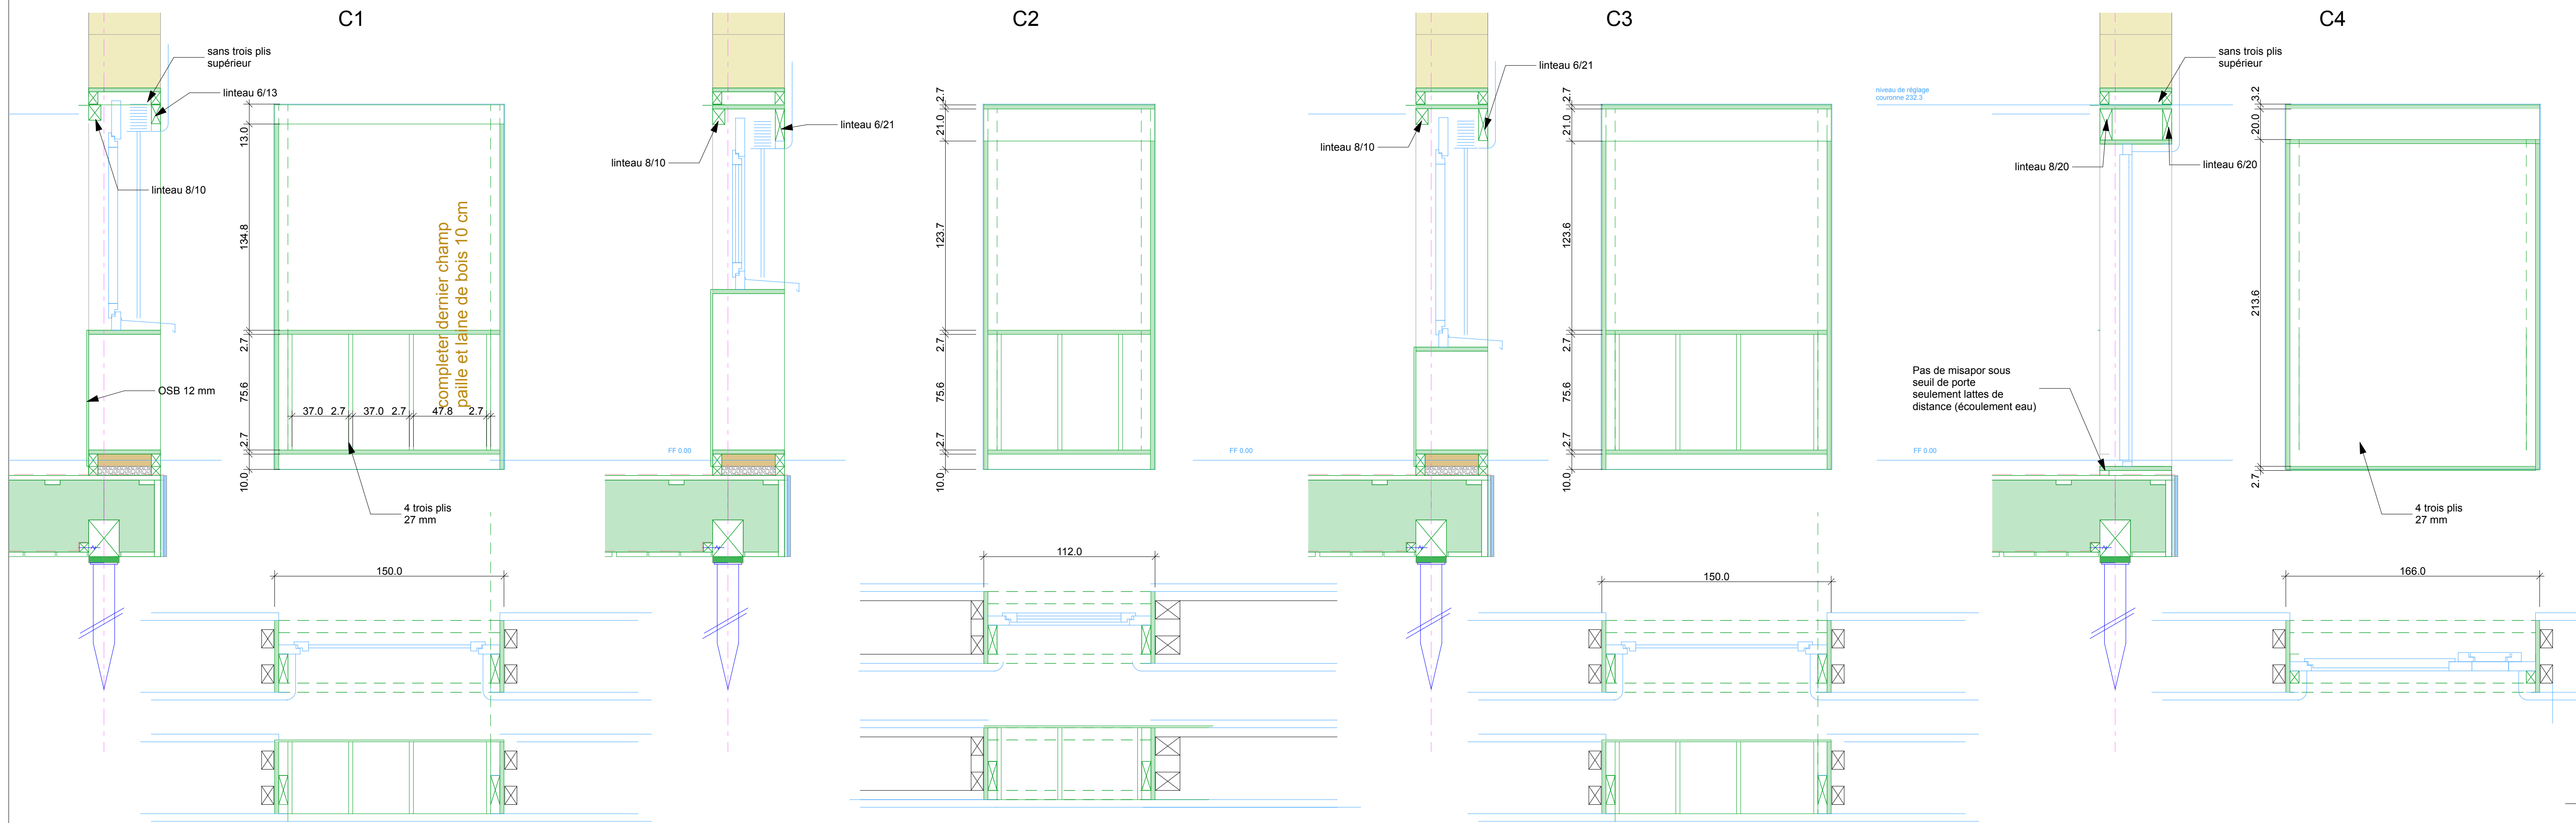 C1
sans trois plis
supérieur
linteau 6/13
linteau 8/10
OSB 12 mm
13.0
134.8
2.7
75.6
2.7
10.0
completer dernier champ
paille et laine de bois 10 cm
37.0 2.7 37.0 2.7 47.8 2.7
4 trois plis
27 mm
150.0
C2
linteau 6/21
linteau 8/10
FF 0.00
2.7
21.0
123.7
2.7
75.6
2.7
10.0
112.0
C3
linteau 6/21
linteau 8/10
FF 0.00
2.7
21.0
123.6
2.7
75.6
2.7
10.0
150.0
C4
niveau de réglage
couronne 232.3
sans trois plis
supérieur
linteau 8/20
linteau 6/20
Pas de misapor sous
seuil de porte
seulement lattes de
distance (écoulement eau)
FF 0.00
3.2
20.0
213.6
2.7
4 trois plis
27 mm
166.0